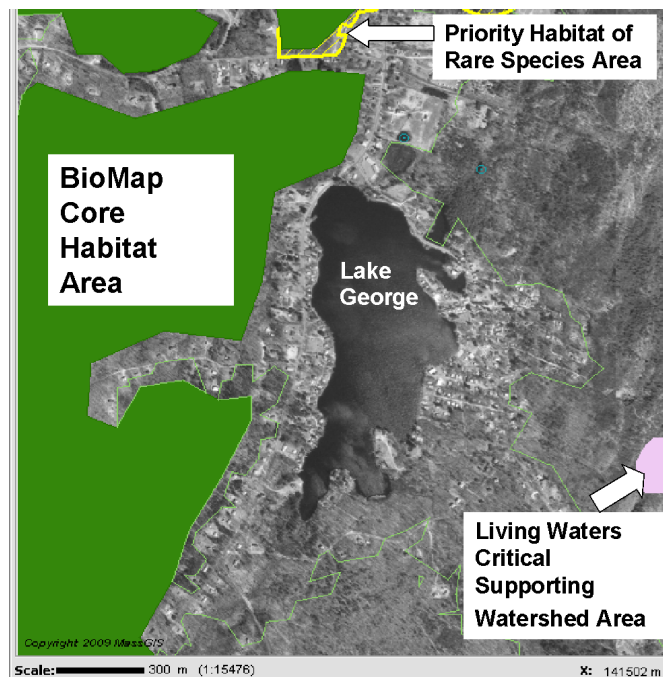 Priority Habitat of
Rare Species Area
BioMap
Core
Habitat
Area
Lake
George
Living Waters
Critical
Supporting
Watershed Area
Copyright 2009 MassGIS
Scale: 300 m (1:15476)
X: 141502 m